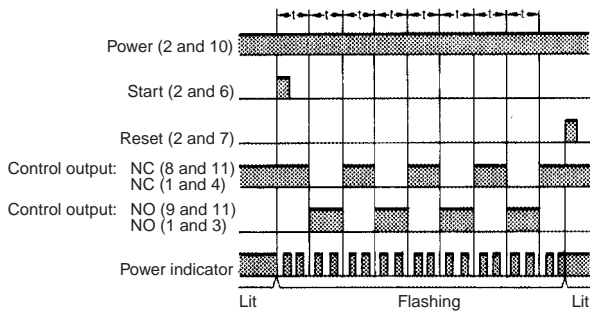 t t t t t t t t
Power (2 and 10)
Start (2 and 6)
Reset (2 and 7)
Control output: NC (8 and 11)
NC (1 and 4)
Control output: NO (9 and 11)
NO (1 and 3)
Power indicator
Lit Flashing Lit